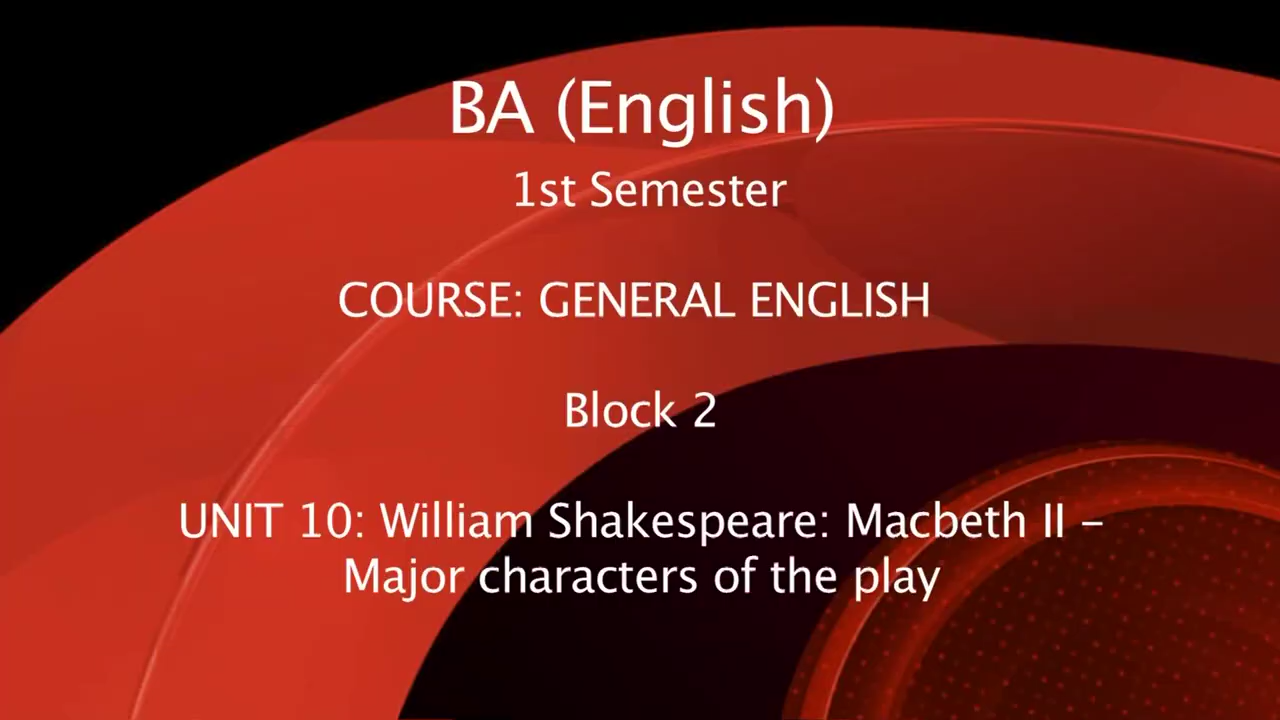 BA (English)
1st Semester
COURSE: GENERAL ENGLISH
Block 2
UNIT 10: William Shakespeare: Macbeth II –
Major characters of the play